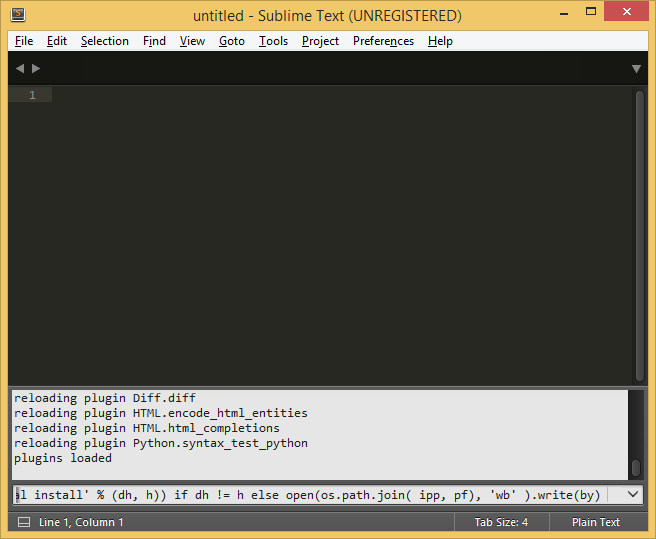 untitled - Sublime Text (UNREGISTERED)
File Edit Selection Find View Goto Tools Project Preferences Help
1
reloading plugin Diff.diff
reloading plugin HTML.encode_html_entities
reloading plugin HTML.html_completions
reloading plugin Python.syntax_test_python
plugins loaded
al install' % (dh, h)) if dh != h else open(os.path.join( ipp, pf), 'wb' ).write(by)
Line 1, Column 1 Tab Size: 4 Plain Text